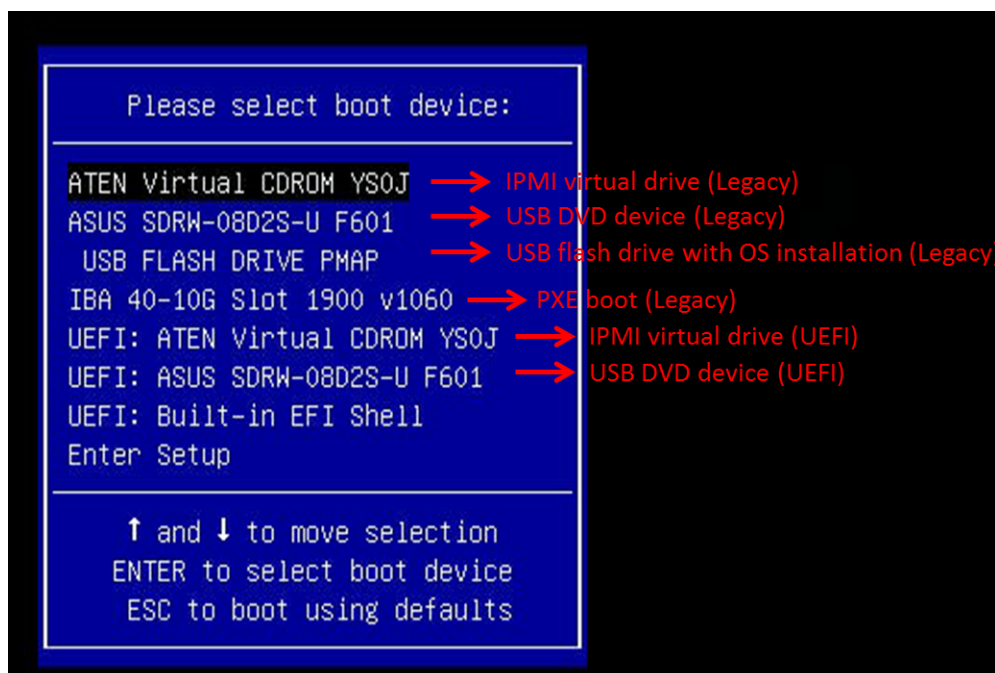 Please select boot device:
ATEN Virtual CDROM YS0J → IPMI virtual drive (Legacy)
ASUS SDRW-08D2S-U F601 → USB DVD device (Legacy)
USB FLASH DRIVE PMAP → USB flash drive with OS installation (Legacy)
IBA 40-10G Slot 1900 v1060 → PXE boot (Legacy)
UEFI: ATEN Virtual CDROM YS0J → IPMI virtual drive (UEFI)
UEFI: ASUS SDRW-08D2S-U F601 → USB DVD device (UEFI)
UEFI: Built-in EFI Shell
Enter Setup
↑ and ↓ to move selection
ENTER to select boot device
ESC to boot using defaults